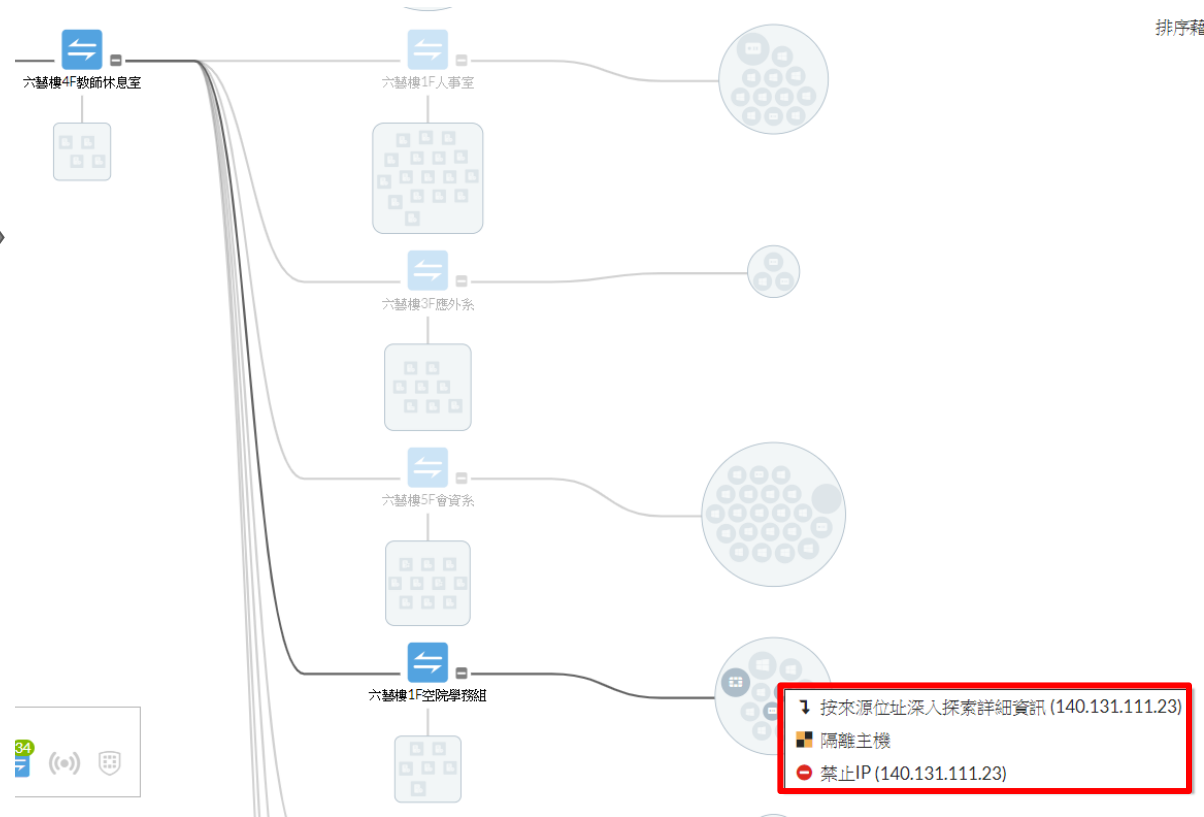 排序藉
六藝樓4F教師休息室
六藝樓1F人事室
六藝樓3F應外系
六藝樓5F會資系
六藝樓1F空院學務組
按來源位址深入探索詳細資訊 (140.131.111.23)
隔離主機
禁止IP (140.131.111.23)
34